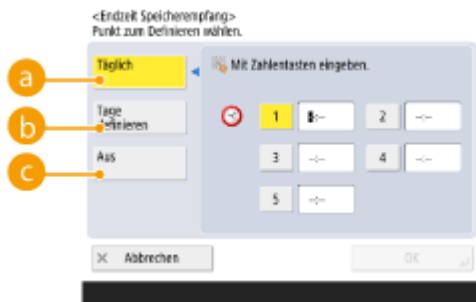 <Endzeit Speicherempfang>
Punkt zum Definieren wählen.
a
Täglich
Mit Zahlentasten eingeben.
b
Tage
definieren
1
-:--
2
--:--
c
Aus
3
--:--
4
--:--
5
--:--
× Abbrechen
OK